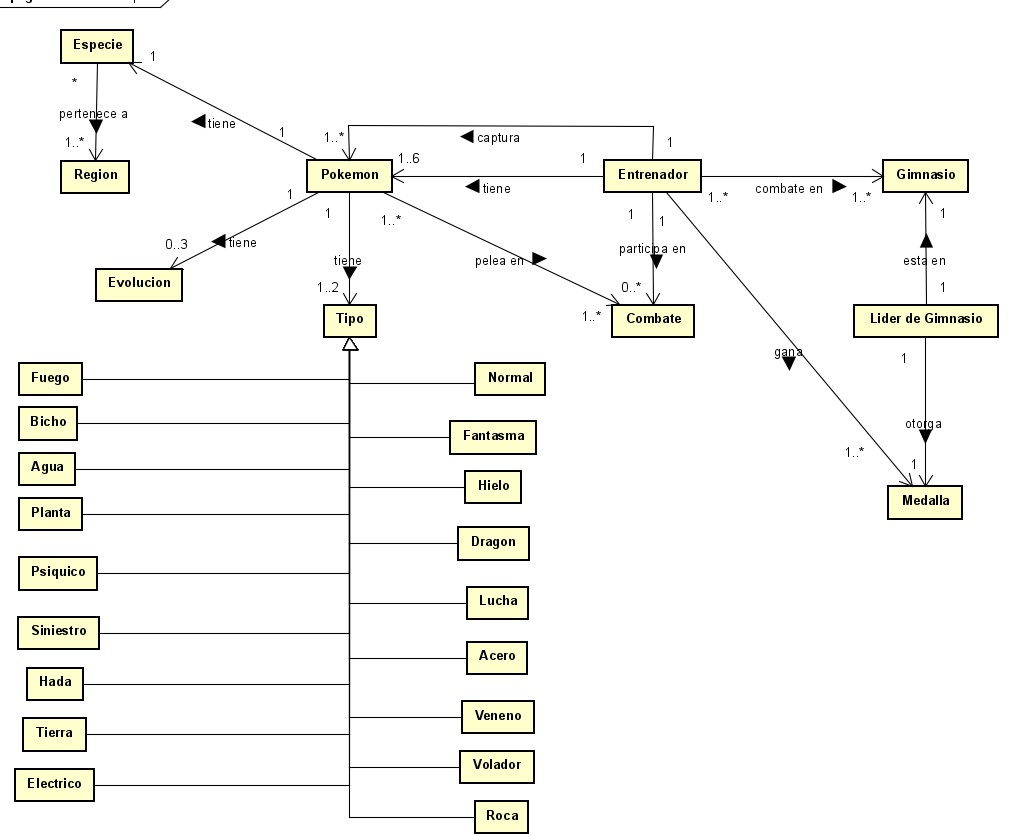 Especie
1
*
pertenece a
1..*
Region
tiene
1
1..*
captura
1
Pokemon
1..6
tiene
1
Entrenador
1..*
combate en
1..*
Gimnasio
1
tiene
0..3
Evolucion
1
tiene
1..2
Tipo
1..*
pelea en
1..*
1
1
participa en
0..*
Combate
gana
1..*
1
esta en
1
Lider de Gimnasio
1
otorga
1
Medalla
Fuego
Normal
Bicho
Fantasma
Agua
Hielo
Planta
Dragon
Psiquico
Lucha
Siniestro
Acero
Hada
Veneno
Tierra
Volador
Electrico
Roca